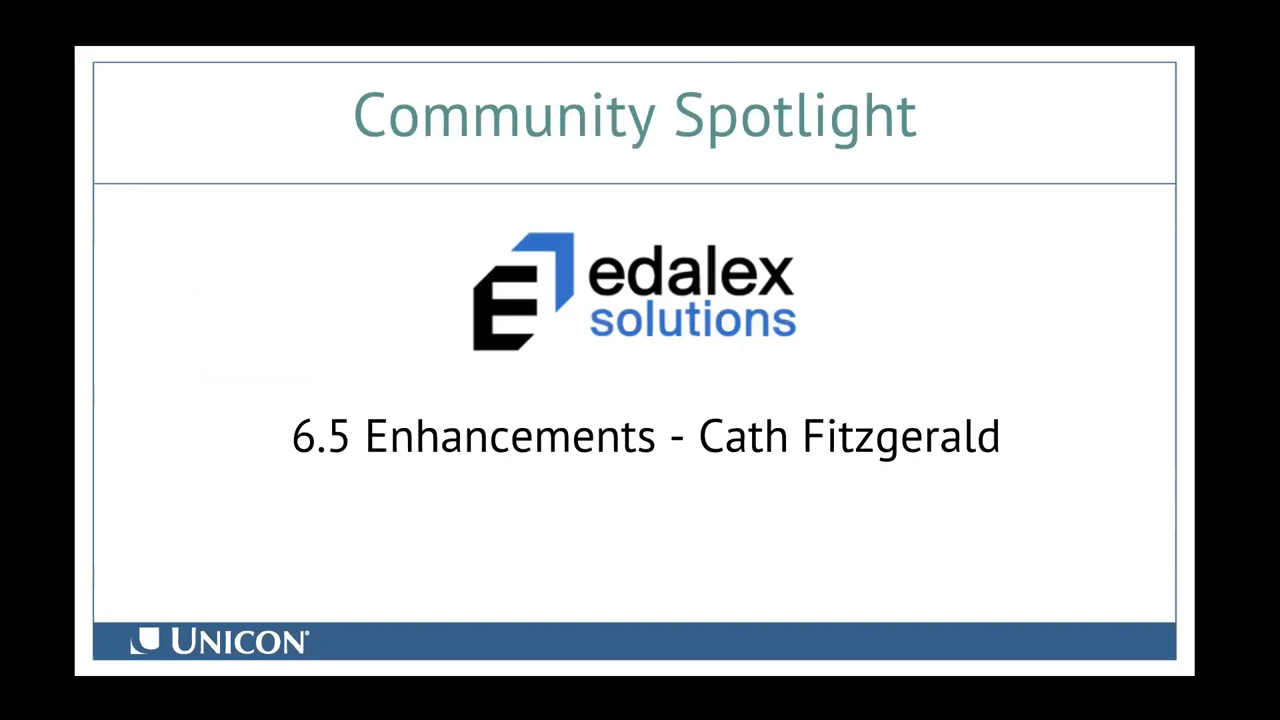 Community Spotlight
edalex
solutions
6.5 Enhancements - Cath Fitzgerald
UNICON®